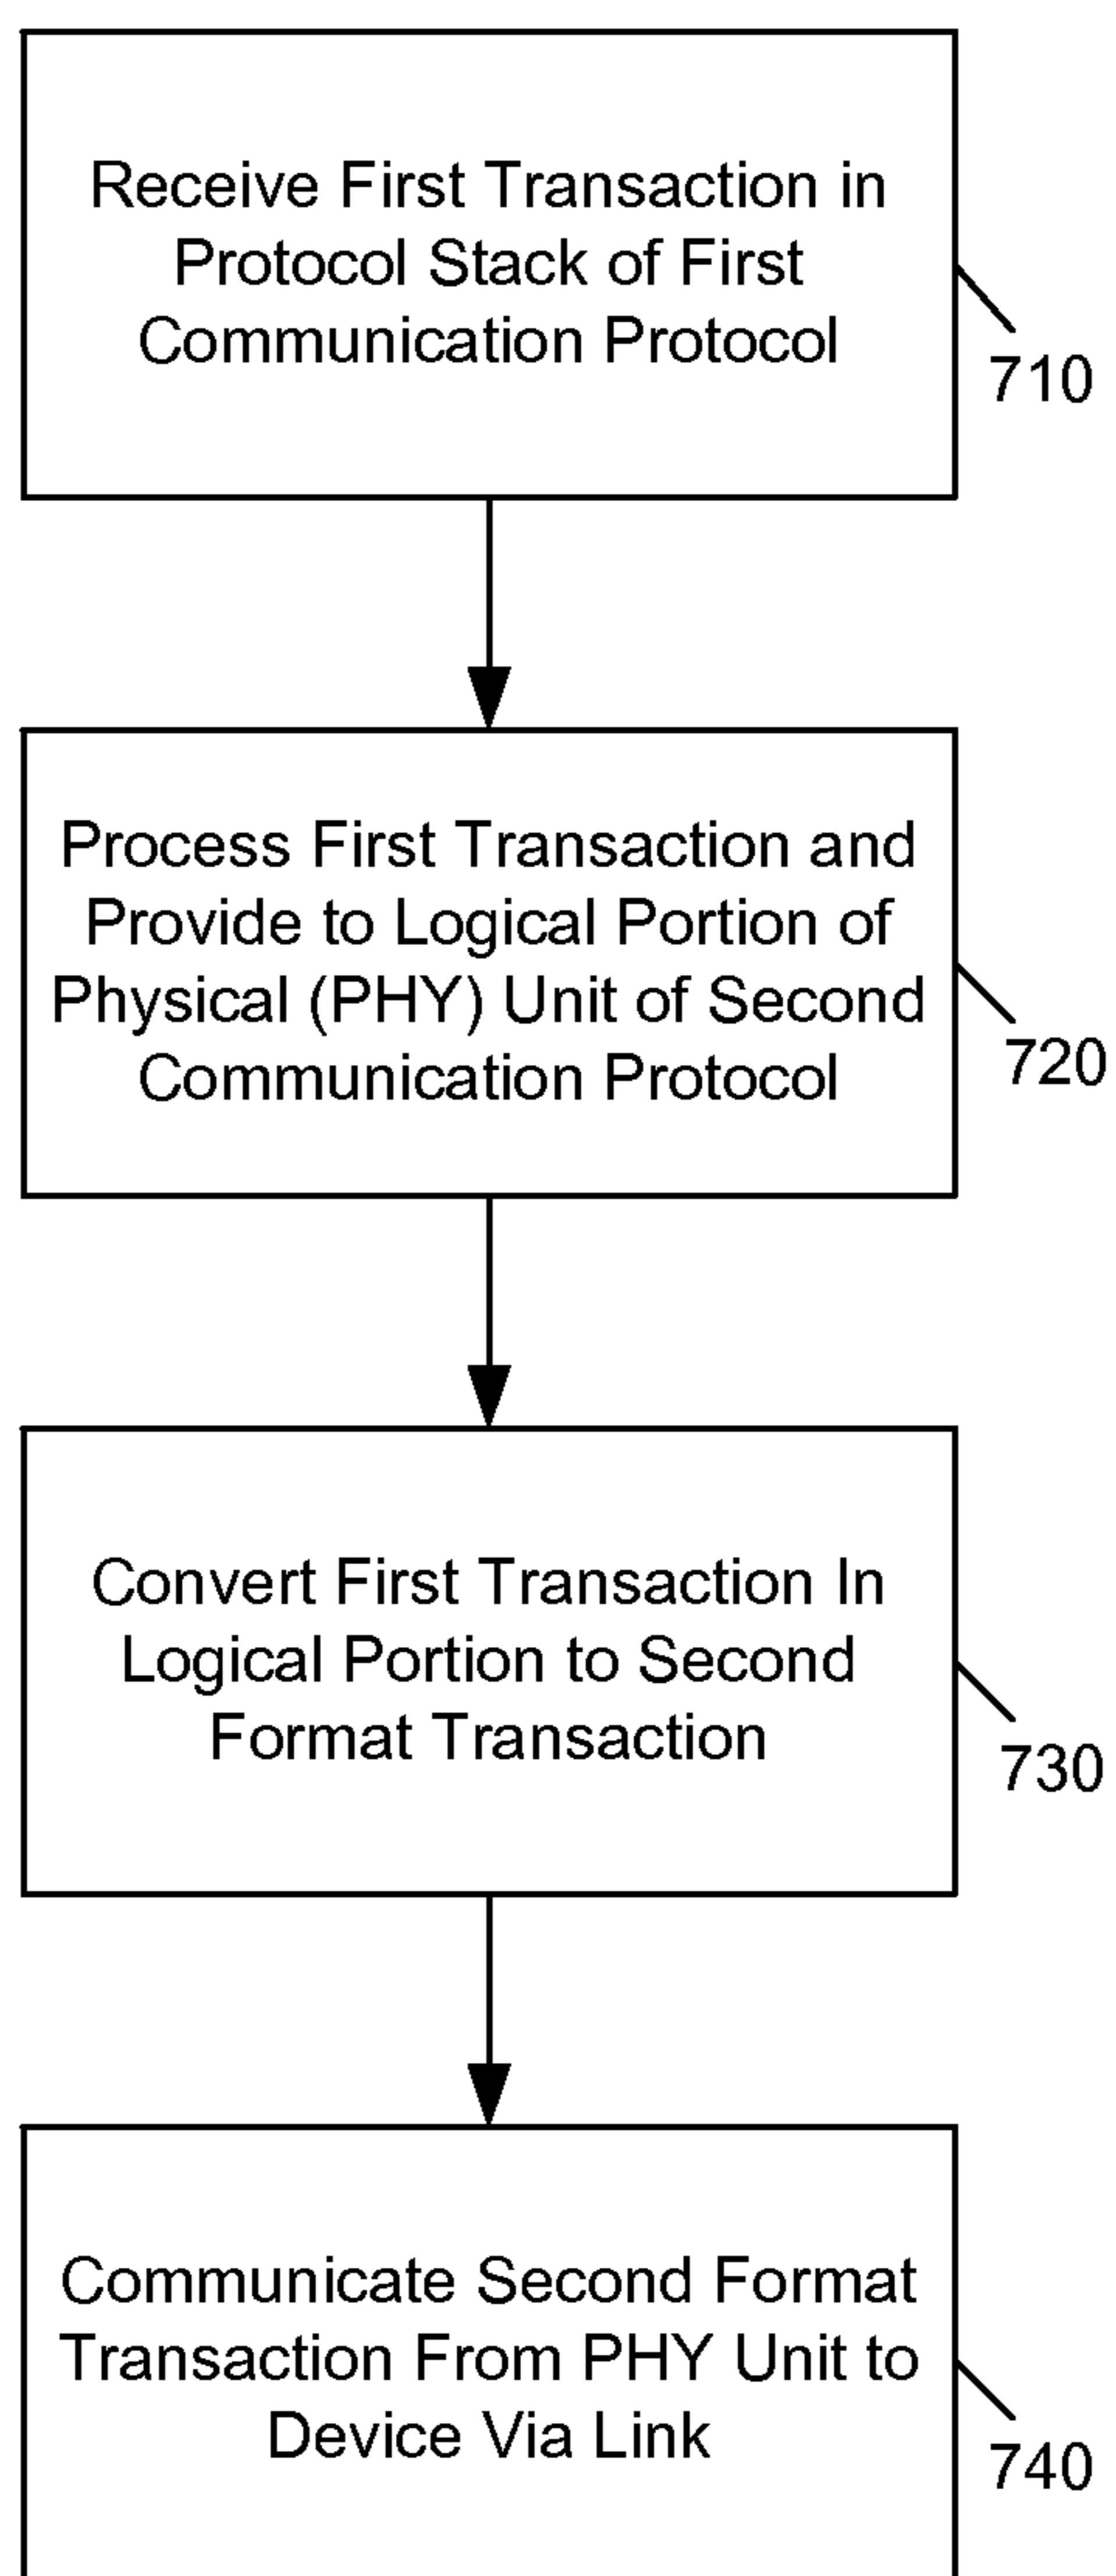 Receive First Transaction in
Protocol Stack of First
Communication Protocol
710
Process First Transaction and
Provide to Logical Portion of
Physical (PHY) Unit of Second
Communication Protocol
720
Convert First Transaction In
Logical Portion to Second
Format Transaction
730
Communicate Second Format
Transaction From PHY Unit to
Device Via Link
740